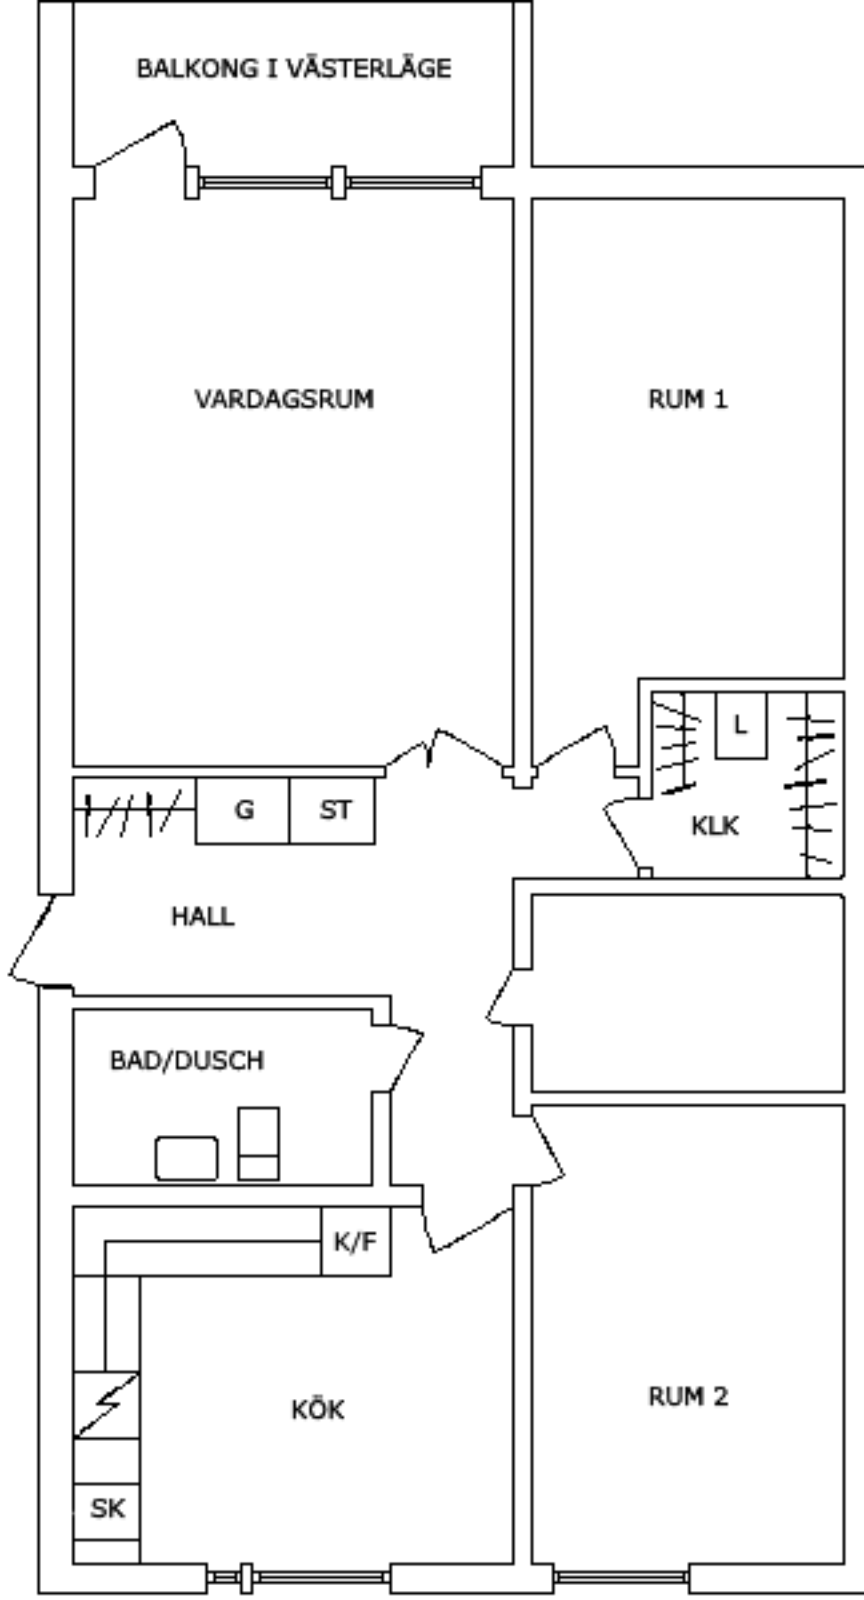 BALKONG I VÄSTERLÄGE
VARDAGSRUM
RUM 1
L
G
ST
KLK
HALL
BAD/DUSCH
K/F
KÖK
RUM 2
SK